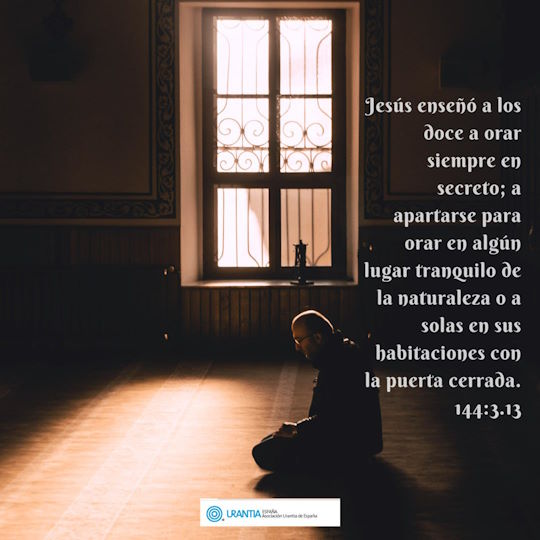 Jesús enseñó a los
doce a orar
siempre en
secreto; a
apartarse para
orar en algún
lugar tranquilo de
la naturaleza o a
solas en sus
habitaciones con
la puerta cerrada.
144:3.13
URANTIA ESPAÑA
Asociación Urantia de España